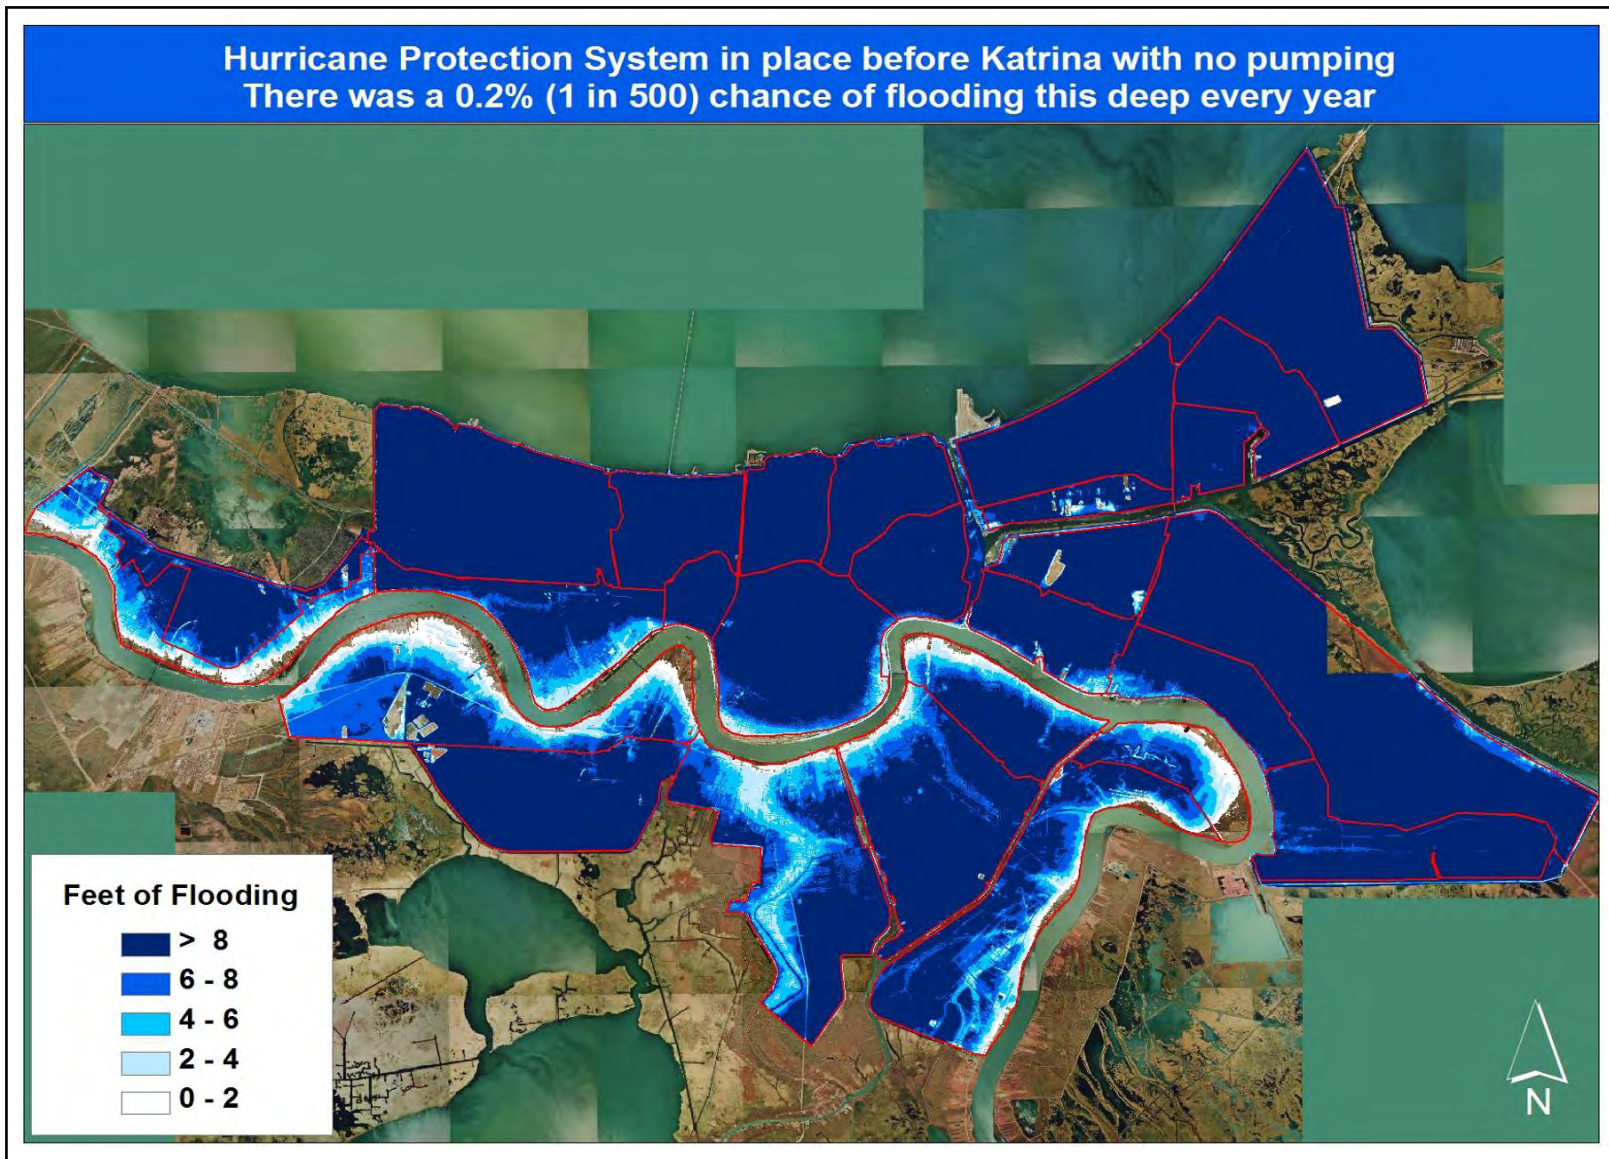 Hurricane Protection System in place before Katrina with no pumping
There was a 0.2% (1 in 500) chance of flooding this deep every year
Feet of Flooding
> 8
6 - 8
4 - 6
2 - 4
0 - 2
N